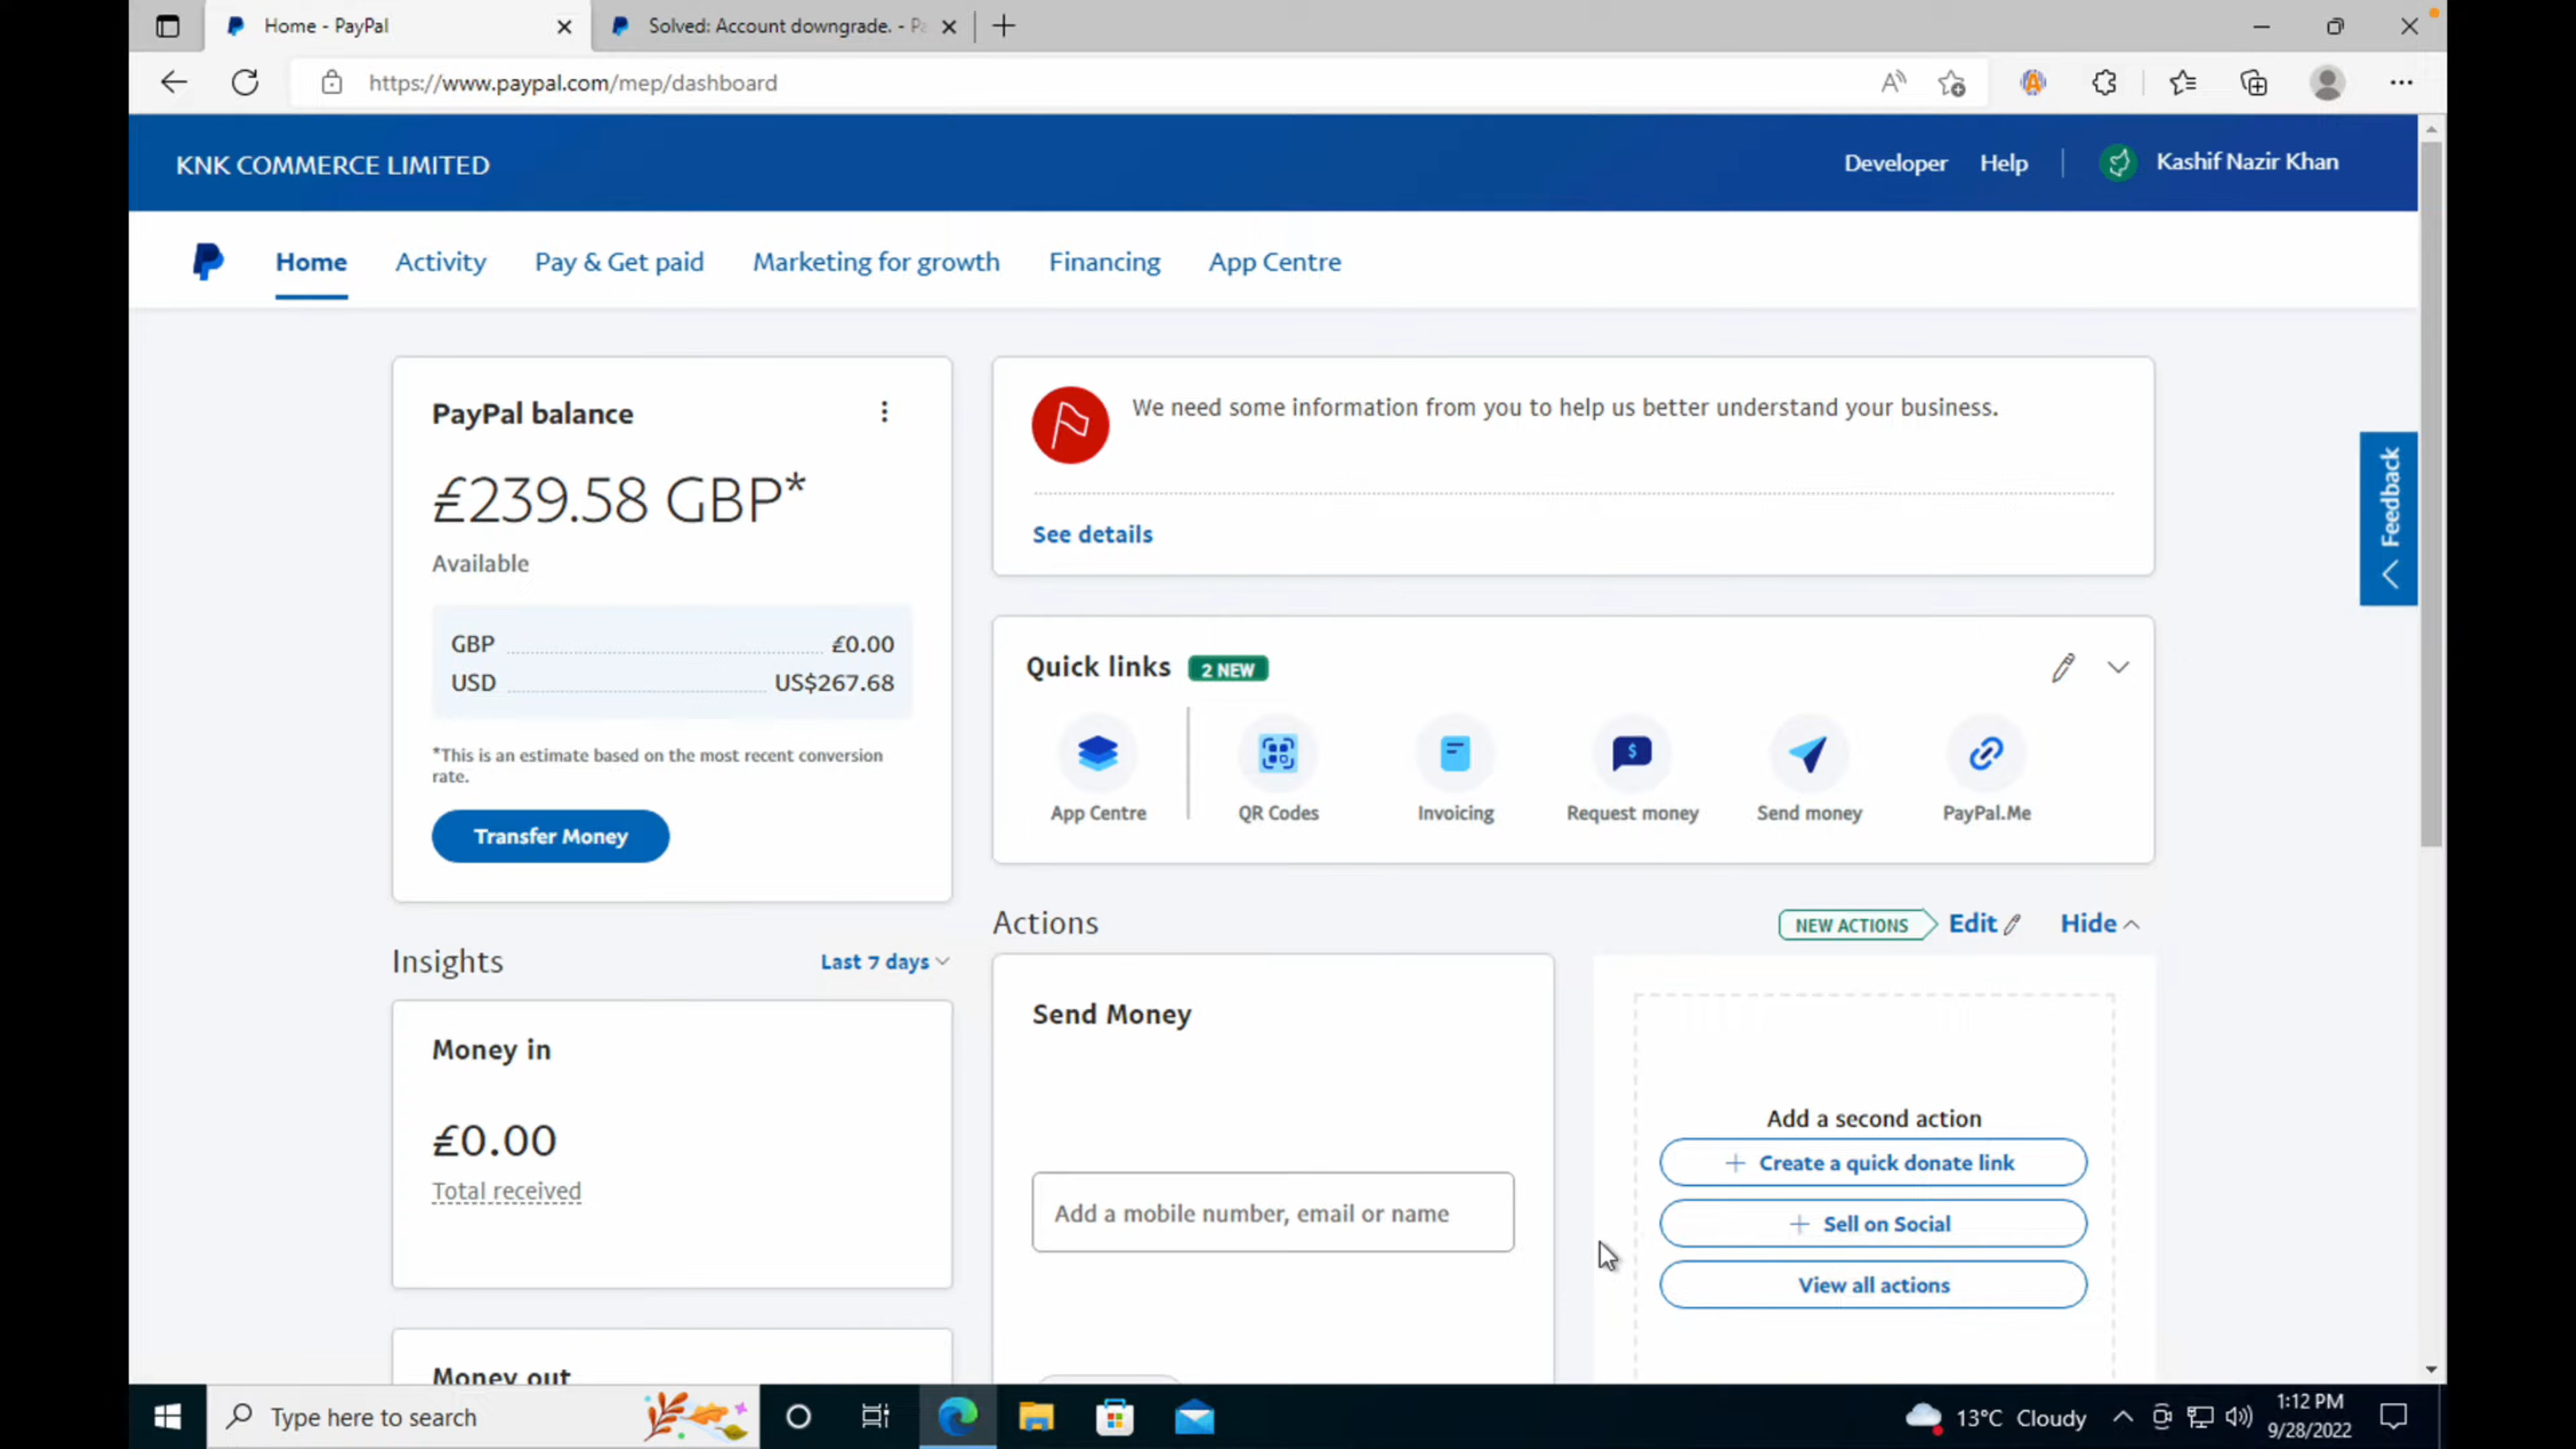 Home - PayPal
Solved: Account downgrade. - Pa
https://www.paypal.com/mep/dashboard
KNK COMMERCE LIMITED
Developer
Help
Kashif Nazir Khan
Home
Activity
Pay & Get paid
Marketing for growth
Financing
App Centre
PayPal balance
£239.58 GBP*
Available
GBP £0.00
USD US$267.68
*This is an estimate based on the most recent conversion
rate.
Transfer Money
We need some information from you to help us better understand your business.
See details
Feedback
Quick links
2 NEW
App Centre
QR Codes
Invoicing
Request money
Send money
PayPal.Me
Insights
Last 7 days
Money in
£0.00
Total received
Money out
Actions
NEW ACTIONS
Edit
Hide
Send Money
Add a mobile number, email or name
Add a second action
+ Create a quick donate link
+ Sell on Social
View all actions
Type here to search
13°C Cloudy
1:12 PM
9/28/2022